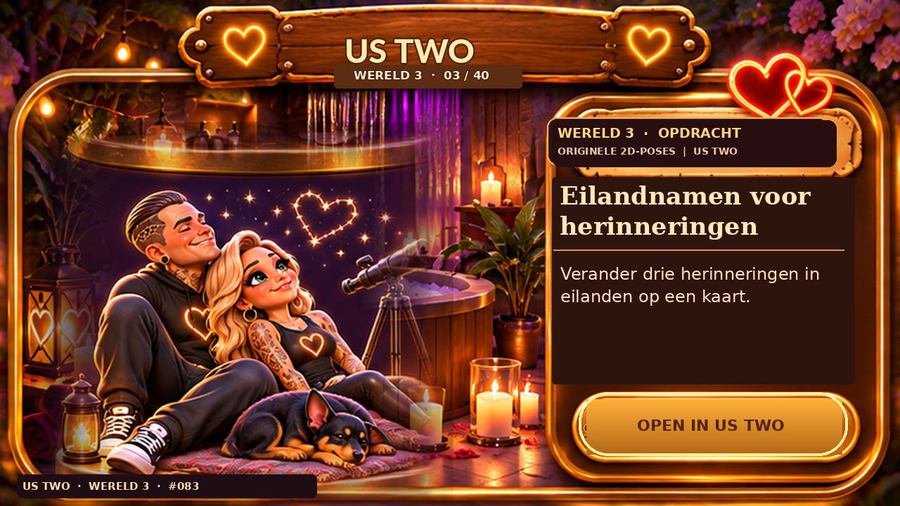 US TWO
WERELD 3 · 03 / 40
WERELD 3 · OPDRACHT
ORIGINELE 2D-POSES | US TWO
Eilandnamen voor
herinneringen
Verander drie herinneringen in
eilanden op een kaart.
OPEN IN US TWO
US TWO · WERELD 3 · #083